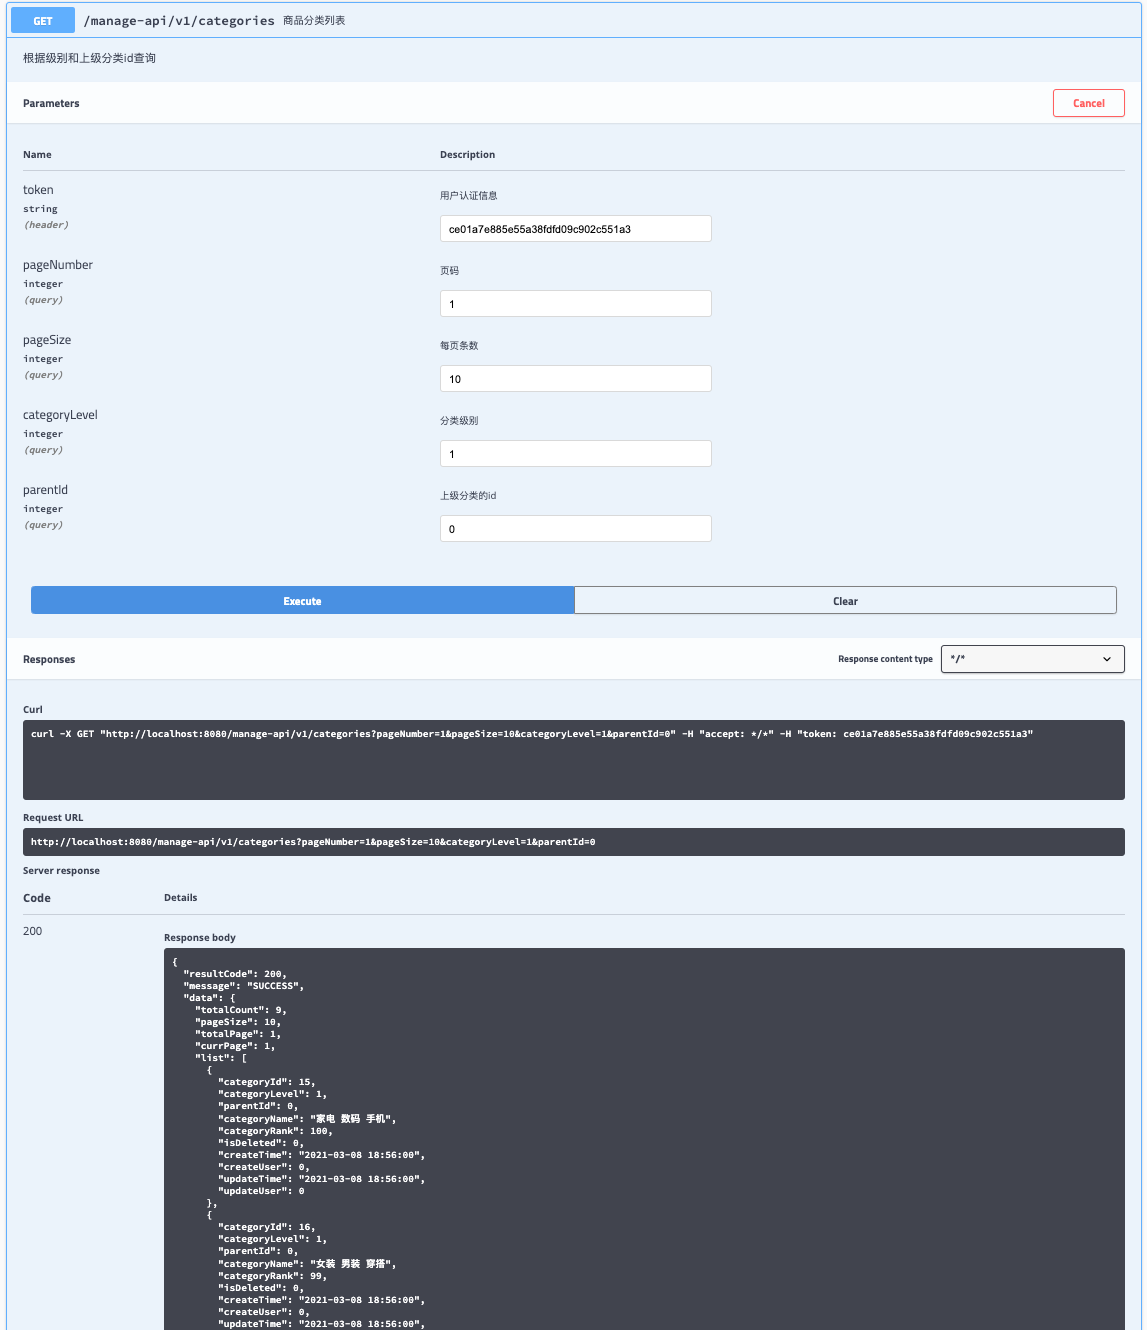 GET /manage-api/v1/categories 商品分类列表
根据级别和上级分类id查询
Parameters Cancel
Name Description
token 用户认证信息
string
(header) ce01a7e885e55a38fdfd09c902c551a3
pageNumber 页码
integer
(query) 1
pageSize 每页条数
integer
(query) 10
categoryLevel 分类级别
integer
(query) 1
parentId 上级分类的id
integer
(query) 0
Execute Clear
Responses Response content type */*
Curl
curl -X GET "http://localhost:8080/manage-api/v1/categories?pageNumber=1&pageSize=10&categoryLevel=1&parentId=0" -H "accept: */*" -H "token: ce01a7e885e55a38fdfd09c902c551a3"
Request URL
http://localhost:8080/manage-api/v1/categories?pageNumber=1&pageSize=10&categoryLevel=1&parentId=0
Server response
Code Details
200
Response body
{
"resultCode": 200,
"message": "SUCCESS",
"data": {
"totalCount": 9,
"pageSize": 10,
"totalPage": 1,
"currPage": 1,
"list": [
{
"categoryId": 15,
"categoryLevel": 1,
"parentId": 0,
"categoryName": "家电 数码 手机",
"categoryRank": 100,
"isDeleted": 0,
"createTime": "2021-03-08 18:56:00",
"createUser": 0,
"updateTime": "2021-03-08 18:56:00",
"updateUser": 0
},
{
"categoryId": 16,
"categoryLevel": 1,
"parentId": 0,
"categoryName": "女装 男装 穿搭",
"categoryRank": 99,
"isDeleted": 0,
"createTime": "2021-03-08 18:56:00",
"createUser": 0,
"updateTime": "2021-03-08 18:56:00",